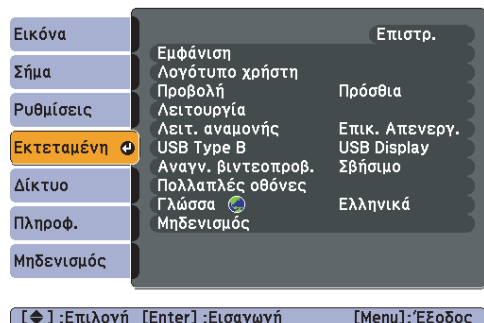 Εικόνα
Σήμα
Ρυθμίσεις
Εκτεταμένη
Δίκτυο
Πληροφ.
Μηδενισμός
Επιστρ.
Εμφάνιση
Λογότυπο χρήστη
Προβολή Πρόσθια
Λειτουργία
Λειτ. αναμονής Επικ. Απενεργ.
USB Type B USB Display
Αναγν. βιντεοπροβ. Σβήσιμο
Πολλαπλές οθόνες
Γλώσσα Ελληνικά
Μηδενισμός
[◆] :Επιλογή [Enter] :Εισαγωγή [Menu]:Έξοδος